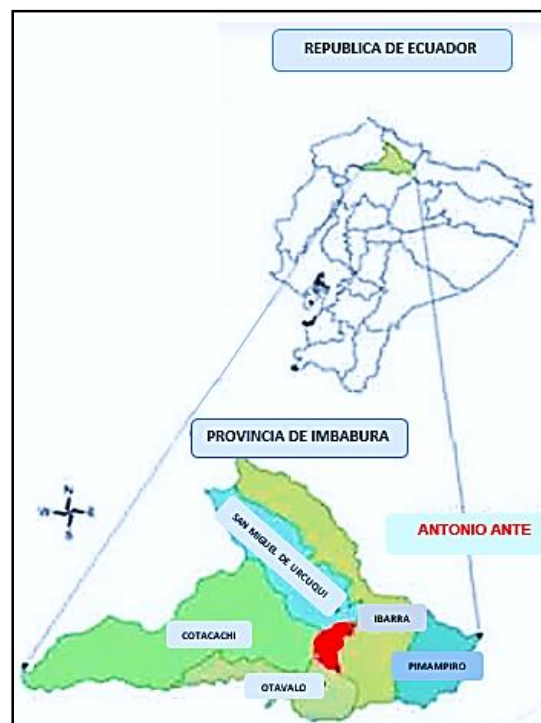 REPUBLICA DE ECUADOR
PROVINCIA DE IMBABURA
N
W E
S
ANTONIO ANTE
SAN MIGUEL DE URCUQUI
IBARRA
COTACACHI
PIMAMPIRO
OTAVALO